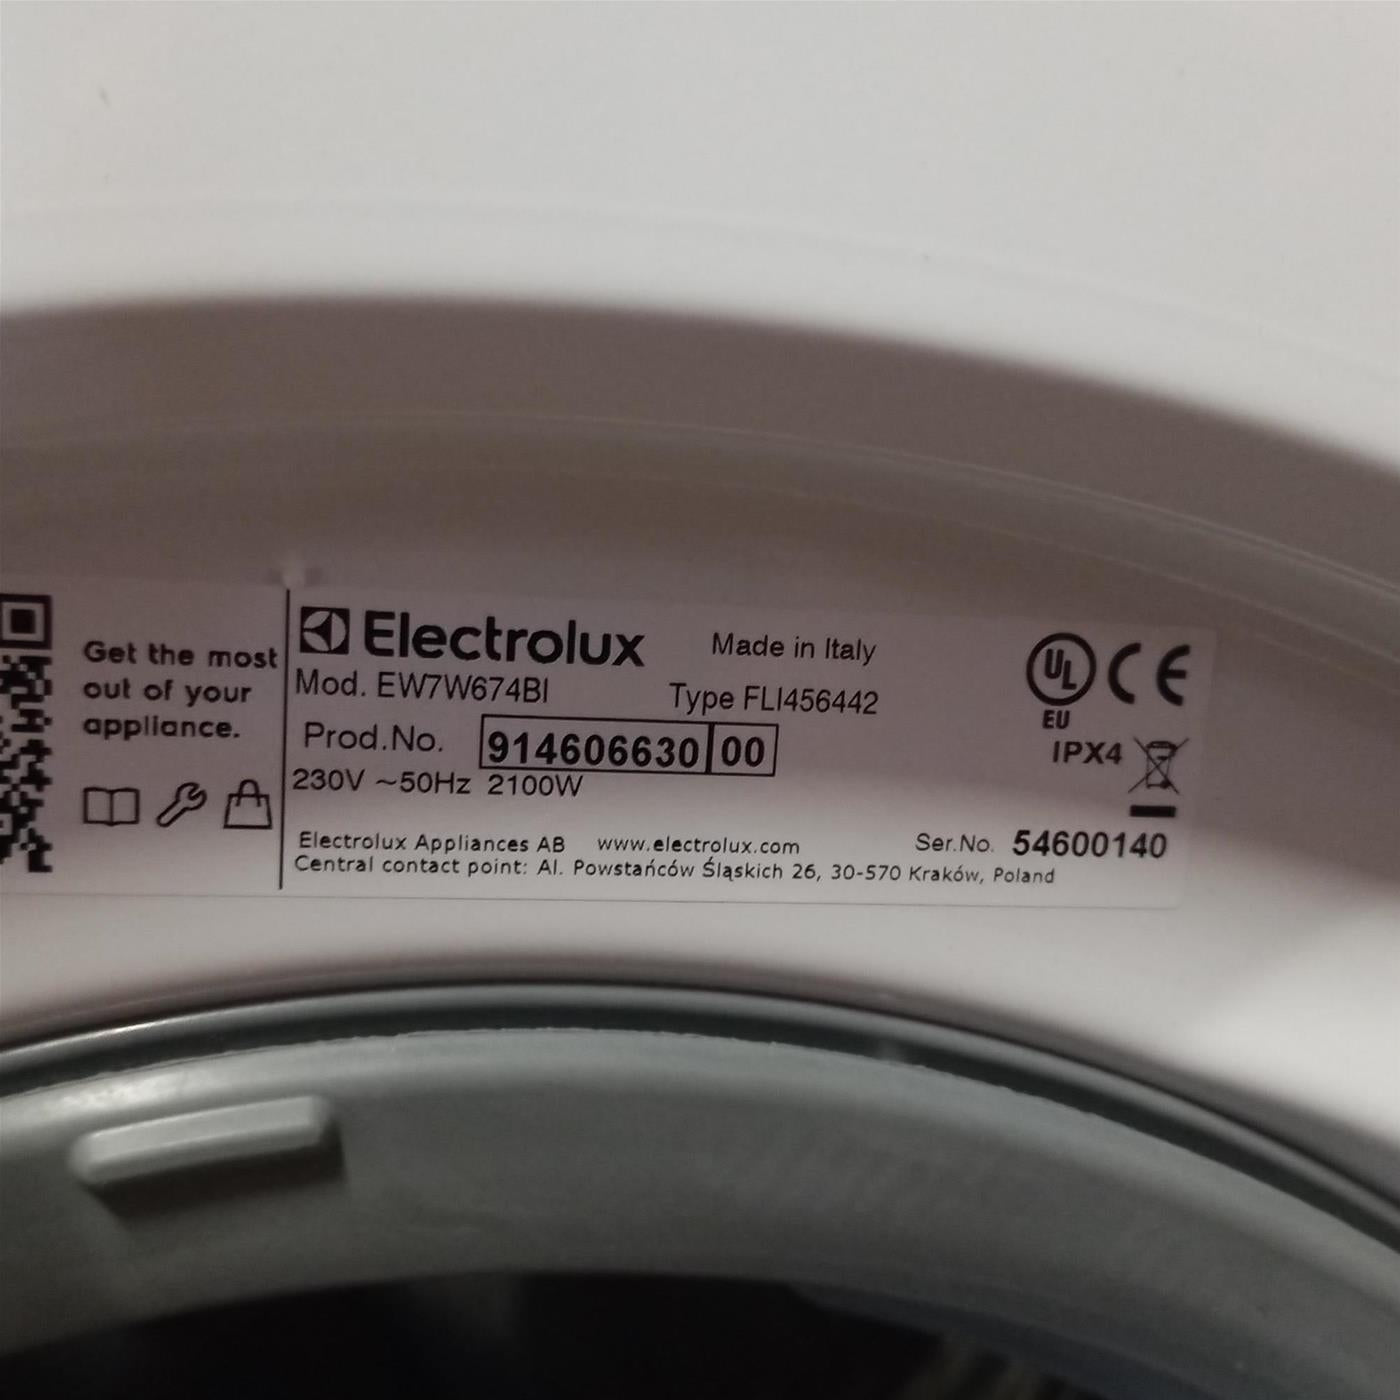 Get the most
out of your
appliance.
Electrolux Made in Italy
Mod. EW7W674BI Type FLI456442
Prod.No. 914606630 00
230V ~50Hz 2100W
UL CE
EU
IPX4
Electrolux Appliances AB www.electrolux.com Ser.No. 54600140
Central contact point: Al. Powstańców Śląskich 26, 30-570 Kraków, Poland